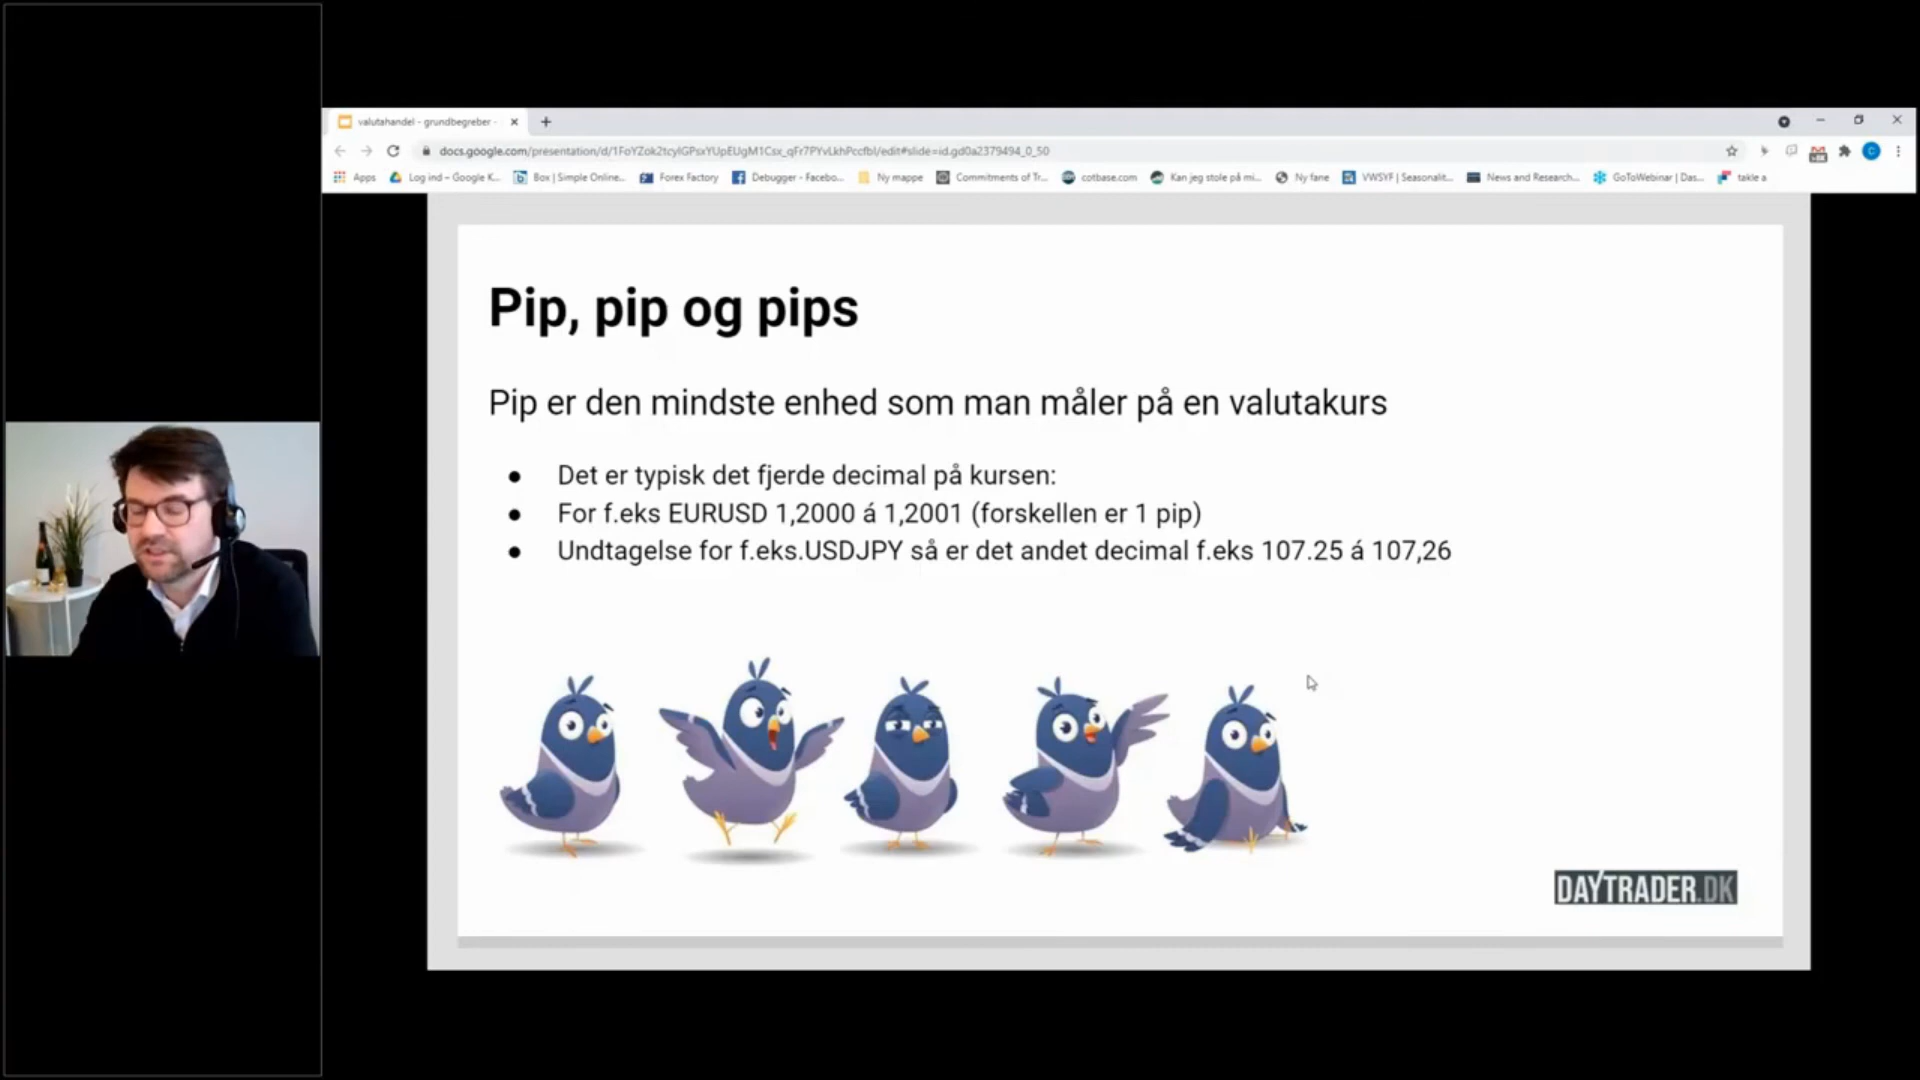 valutahandel - grundbegreber -
docs.google.com/presentation/d/1FoYZok2tcylGPsxYUpEUgM1Csx_qFr7PYvLkhPccfbI/edit#slide=id.gd0a2379494_0_50
Apps Log ind – Google K... Box | Simple Online... Forex Factory Debugger - Facebo... Ny mappe Commitments of Tr... cotbase.com Kan jeg stole på mi... Ny fane VWSYF | Seasonalit... News and Research... GoToWebinar | Das... takle a
Pip, pip og pips
Pip er den mindste enhed som man måler på en valutakurs
● Det er typisk det fjerde decimal på kursen:
● For f.eks EURUSD 1,2000 á 1,2001 (forskellen er 1 pip)
● Undtagelse for f.eks.USDJPY så er det andet decimal f.eks 107.25 á 107,26
DAYTRADER.DK